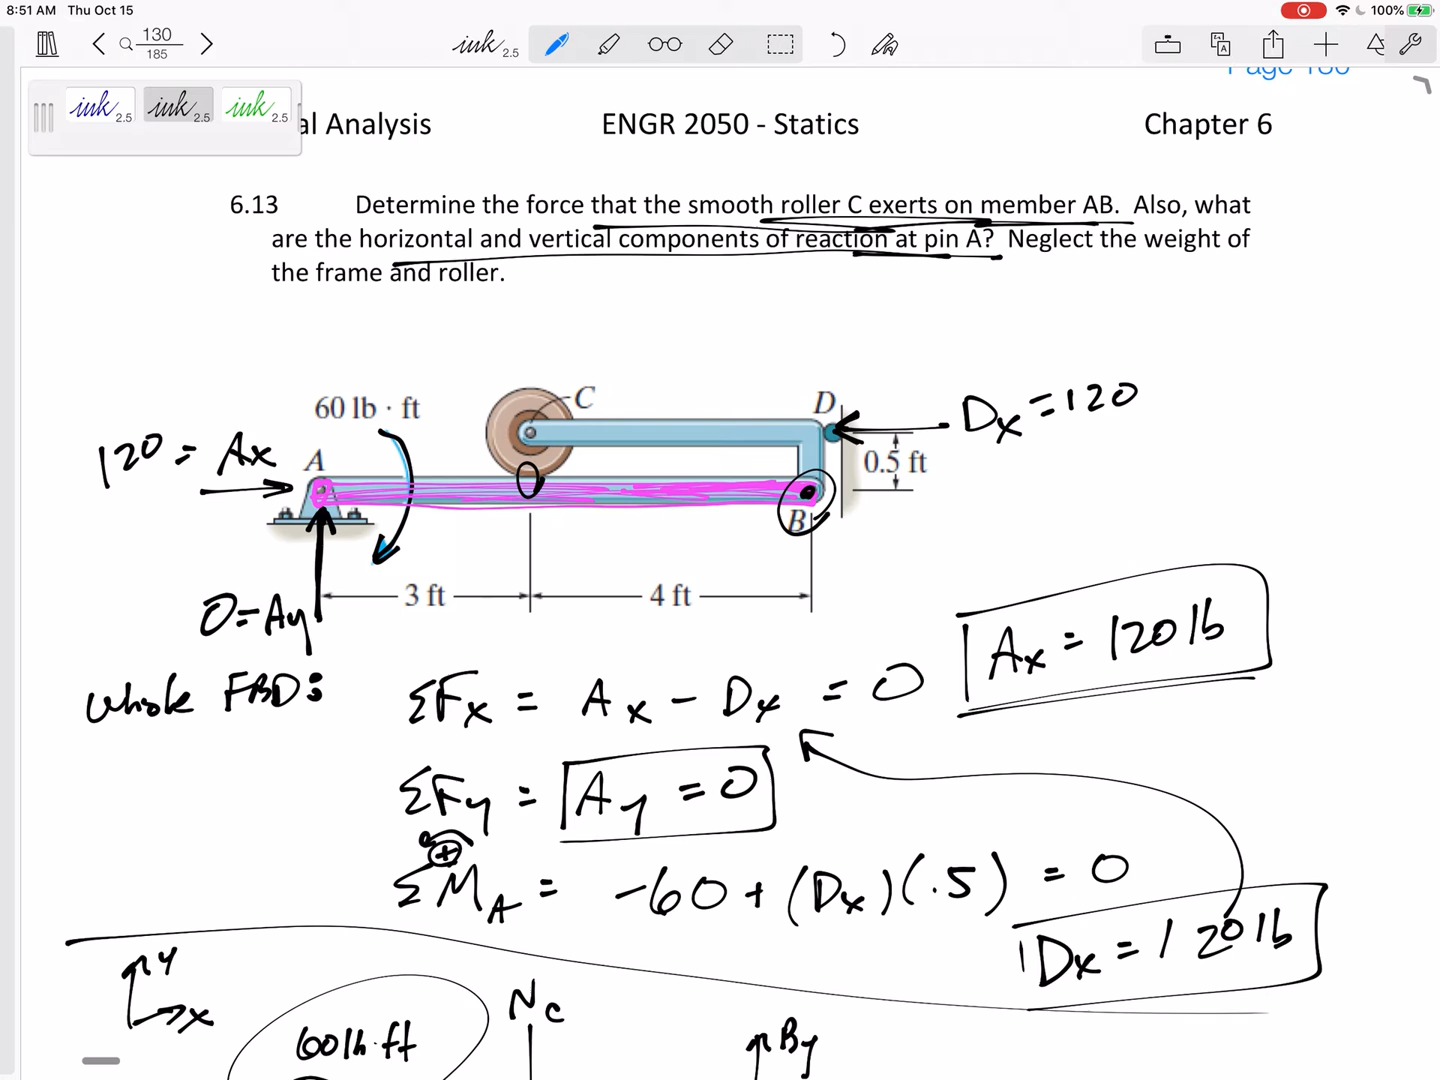 8:51 AM Thu Oct 15
100%
130
185
ink 2.5
Page 186
ink 2.5 ink 2.5 ink 2.5
al Analysis ENGR 2050 - Statics Chapter 6
6.13 Determine the force that the smooth roller C exerts on member AB. Also, what
are the horizontal and vertical components of reaction at pin A? Neglect the weight of
the frame and roller.
60 lb · ft C D Dx = 120
120 = Ax A 0.5 ft
B
3 ft 4 ft
0 = Ay
Ax = 120 lb
whole FBD: ΣFx = Ax - Dx = 0
ΣFy = Ay = 0
+
ΣMA = -60 + (Dx)(.5) = 0
Dx = 120 lb
y
x
Nc
60 lb·ft
By